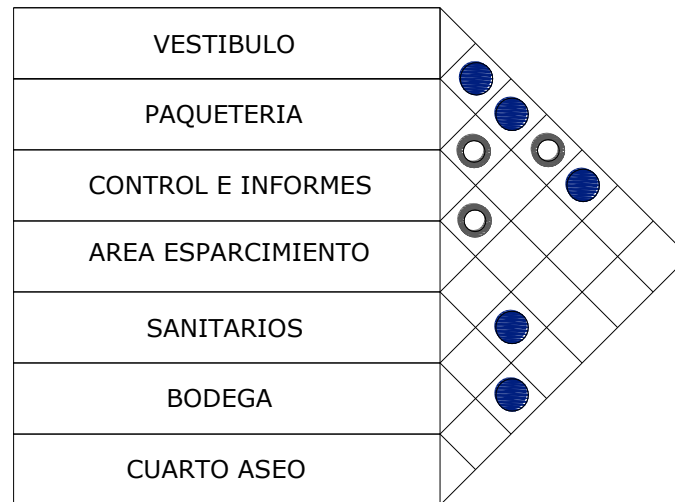 VESTIBULO
PAQUETERIA
CONTROL E INFORMES
AREA ESPARCIMIENTO
SANITARIOS
BODEGA
CUARTO ASEO